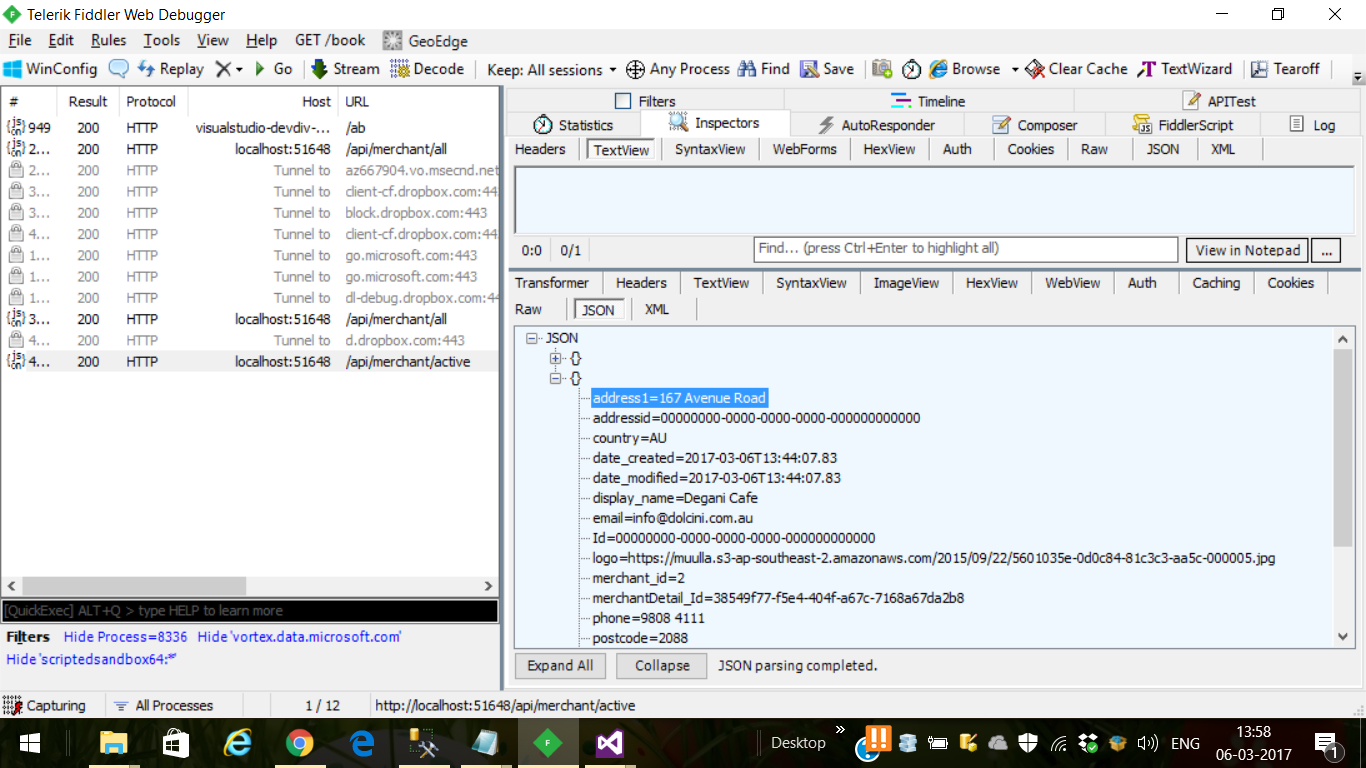 Telerik Fiddler Web Debugger
File Edit Rules Tools View Help GET /book GeoEdge
WinConfig Replay Go Stream Decode Keep: All sessions Any Process Find Save Browse Clear Cache TextWizard Tearoff
# Result Protocol Host URL
949 200 HTTP visualstudio-devdiv-... /ab
2... 200 HTTP localhost:51648 /api/merchant/all
2... 200 HTTP Tunnel to az667904.vo.msecnd.net
3... 200 HTTP Tunnel to client-cf.dropbox.com:44
3... 200 HTTP Tunnel to block.dropbox.com:443
4... 200 HTTP Tunnel to client-cf.dropbox.com:44
1... 200 HTTP Tunnel to go.microsoft.com:443
1... 200 HTTP Tunnel to go.microsoft.com:443
1... 200 HTTP Tunnel to dl-debug.dropbox.com:44
3... 200 HTTP localhost:51648 /api/merchant/all
4... 200 HTTP Tunnel to d.dropbox.com:443
4... 200 HTTP localhost:51648 /api/merchant/active
[QuickExec] ALT+Q > type HELP to learn more
Filters Hide Process=8336 Hide 'vortex.data.microsoft.com'
Hide 'scriptedsandbox64:*'
Filters Timeline APITest
Statistics Inspectors AutoResponder Composer FiddlerScript Log
Headers TextView SyntaxView WebForms HexView Auth Cookies Raw JSON XML
0:0 0/1 Find... (press Ctrl+Enter to highlight all) View in Notepad ...
Transformer Headers TextView SyntaxView ImageView HexView WebView Auth Caching Cookies
Raw JSON XML
JSON
{}
{}
address1=167 Avenue Road
addressid=00000000-0000-0000-0000-000000000000
country=AU
date_created=2017-03-06T13:44:07.83
date_modified=2017-03-06T13:44:07.83
display_name=Degani Cafe
email=info@dolcini.com.au
Id=00000000-0000-0000-0000-000000000000
logo=https://muulla.s3-ap-southeast-2.amazonaws.com/2015/09/22/5601035e-0d0c84-81c3c3-aa5c-000005.jpg
merchant_id=2
merchantDetail_Id=38549f77-f5e4-404f-a67c-7168a67da2b8
phone=9808 4111
postcode=2088
Expand All Collapse JSON parsing completed.
Capturing All Processes 1 / 12 http://localhost:51648/api/merchant/active
Desktop » ENG 13:58
06-03-2017 1